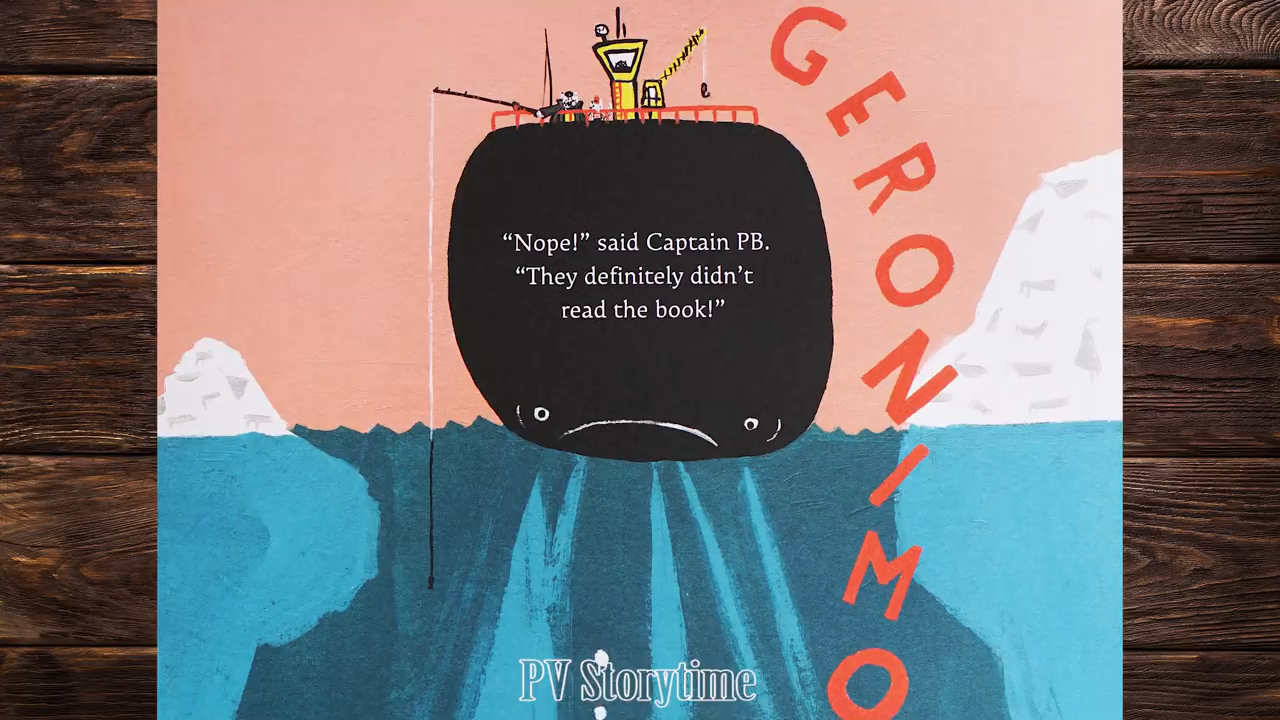 “Nope!” said Captain PB.
“They definitely didn’t
read the book!”
GERONIMO
PV Storytime